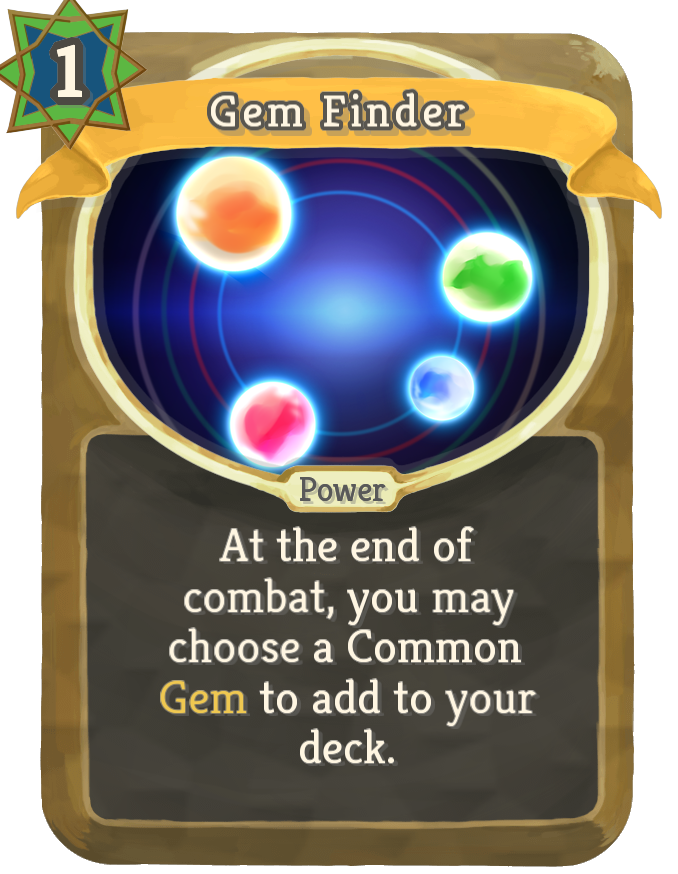 1
Gem Finder
Power
At the end of
combat, you may
choose a Common
Gem to add to your
deck.